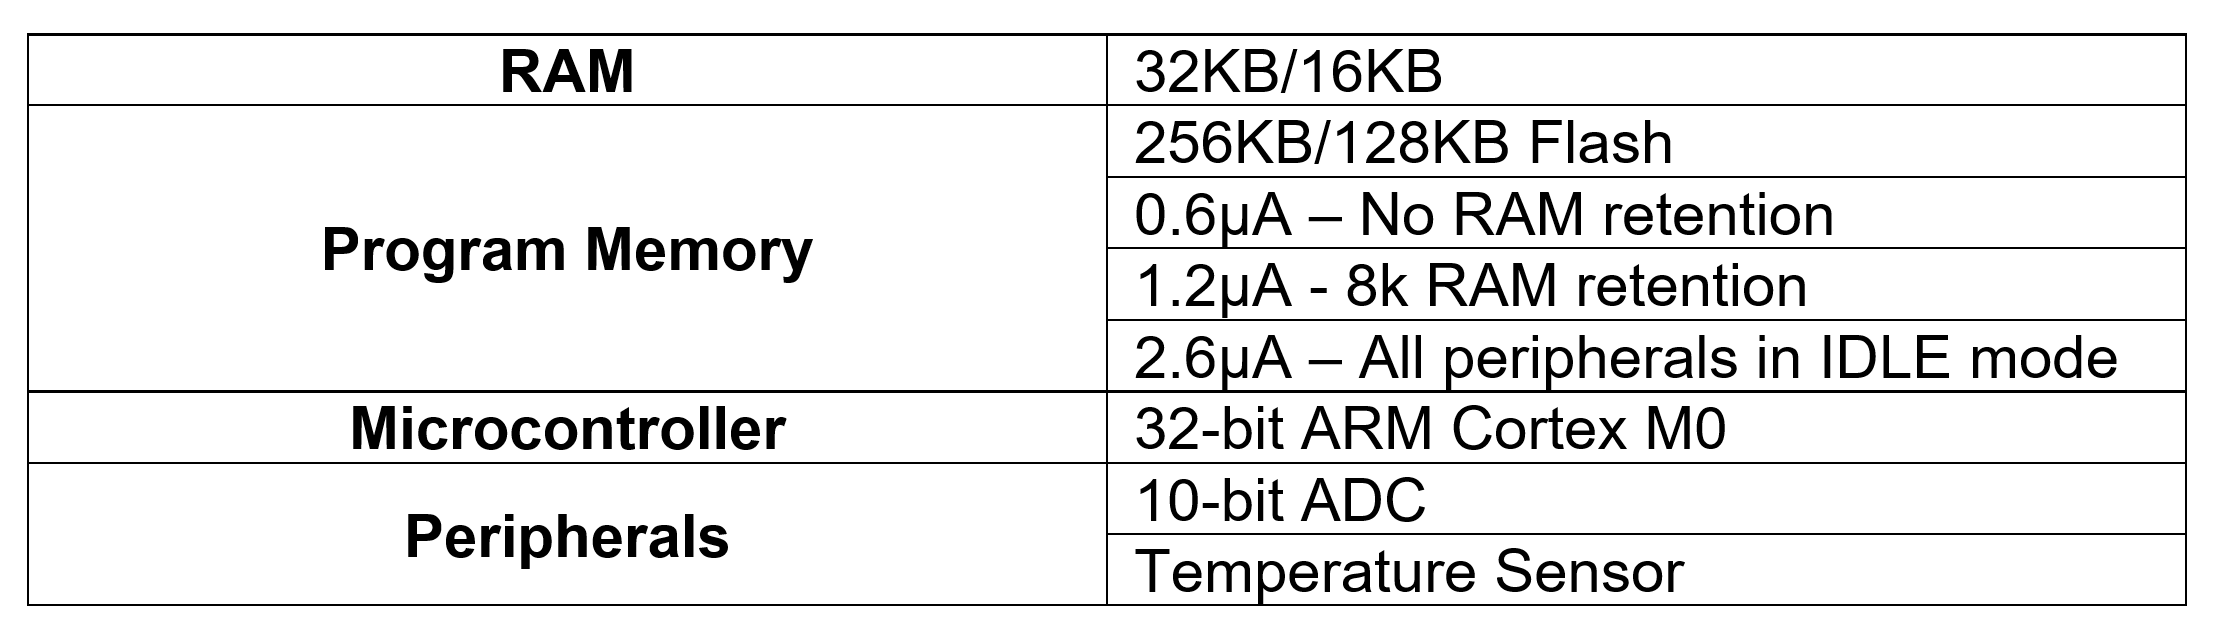 RAM
32KB/16KB
Program Memory
256KB/128KB Flash
0.6µA – No RAM retention
1.2µA - 8k RAM retention
2.6µA – All peripherals in IDLE mode
Microcontroller
32-bit ARM Cortex M0
Peripherals
10-bit ADC
Temperature Sensor